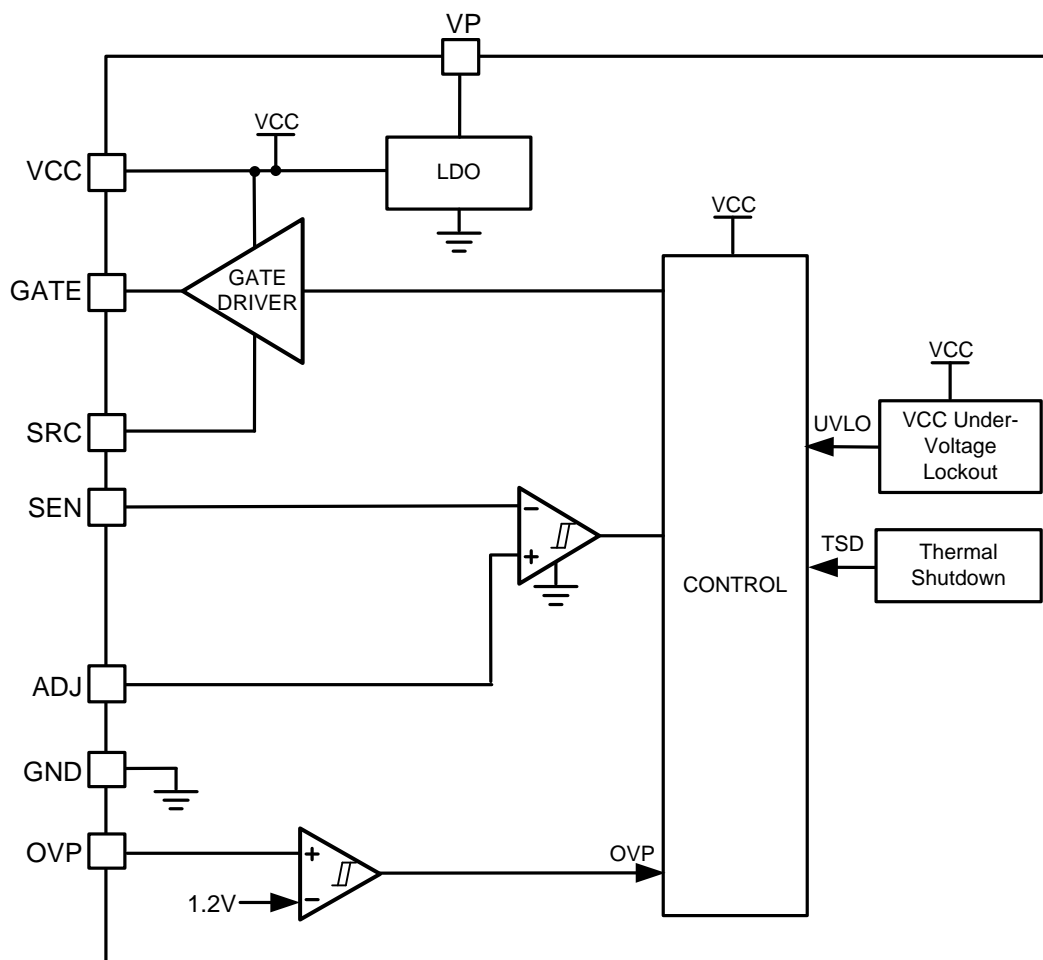 VP
VCC
VCC
LDO
VCC
GATE
GATE
DRIVER
VCC
SRC
UVLO
VCC Under-
Voltage
Lockout
SEN
−
+
TSD
Thermal
Shutdown
CONTROL
ADJ
GND
OVP
+
OVP
1.2V
−